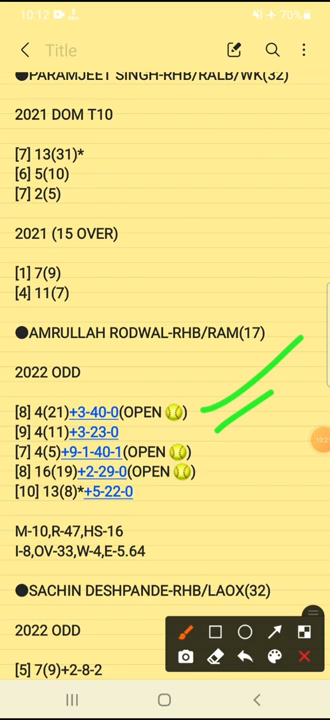 10:12
70%
Title
●PARAMJEET SINGH-RHB/RALB/WK(32)
2021 DOM T10
[7] 13(31)*
[6] 5(10)
[7] 2(5)
2021 (15 OVER)
[1] 7(9)
[4] 11(7)
●AMRULLAH RODWAL-RHB/RAM(17)
2022 ODD
[8] 4(21)+3-40-0(OPEN 🥎)
[9] 4(11)+3-23-0
[7] 4(5)+9-1-40-1(OPEN 🥎)
[8] 16(19)+2-29-0(OPEN 🥎)
[10] 13(8)*+5-22-0
M-10,R-47,HS-16
I-8,OV-33,W-4,E-5.64
●SACHIN DESHPANDE-RHB/LAOX(32)
2022 ODD
[5] 7(9)+2-8-2